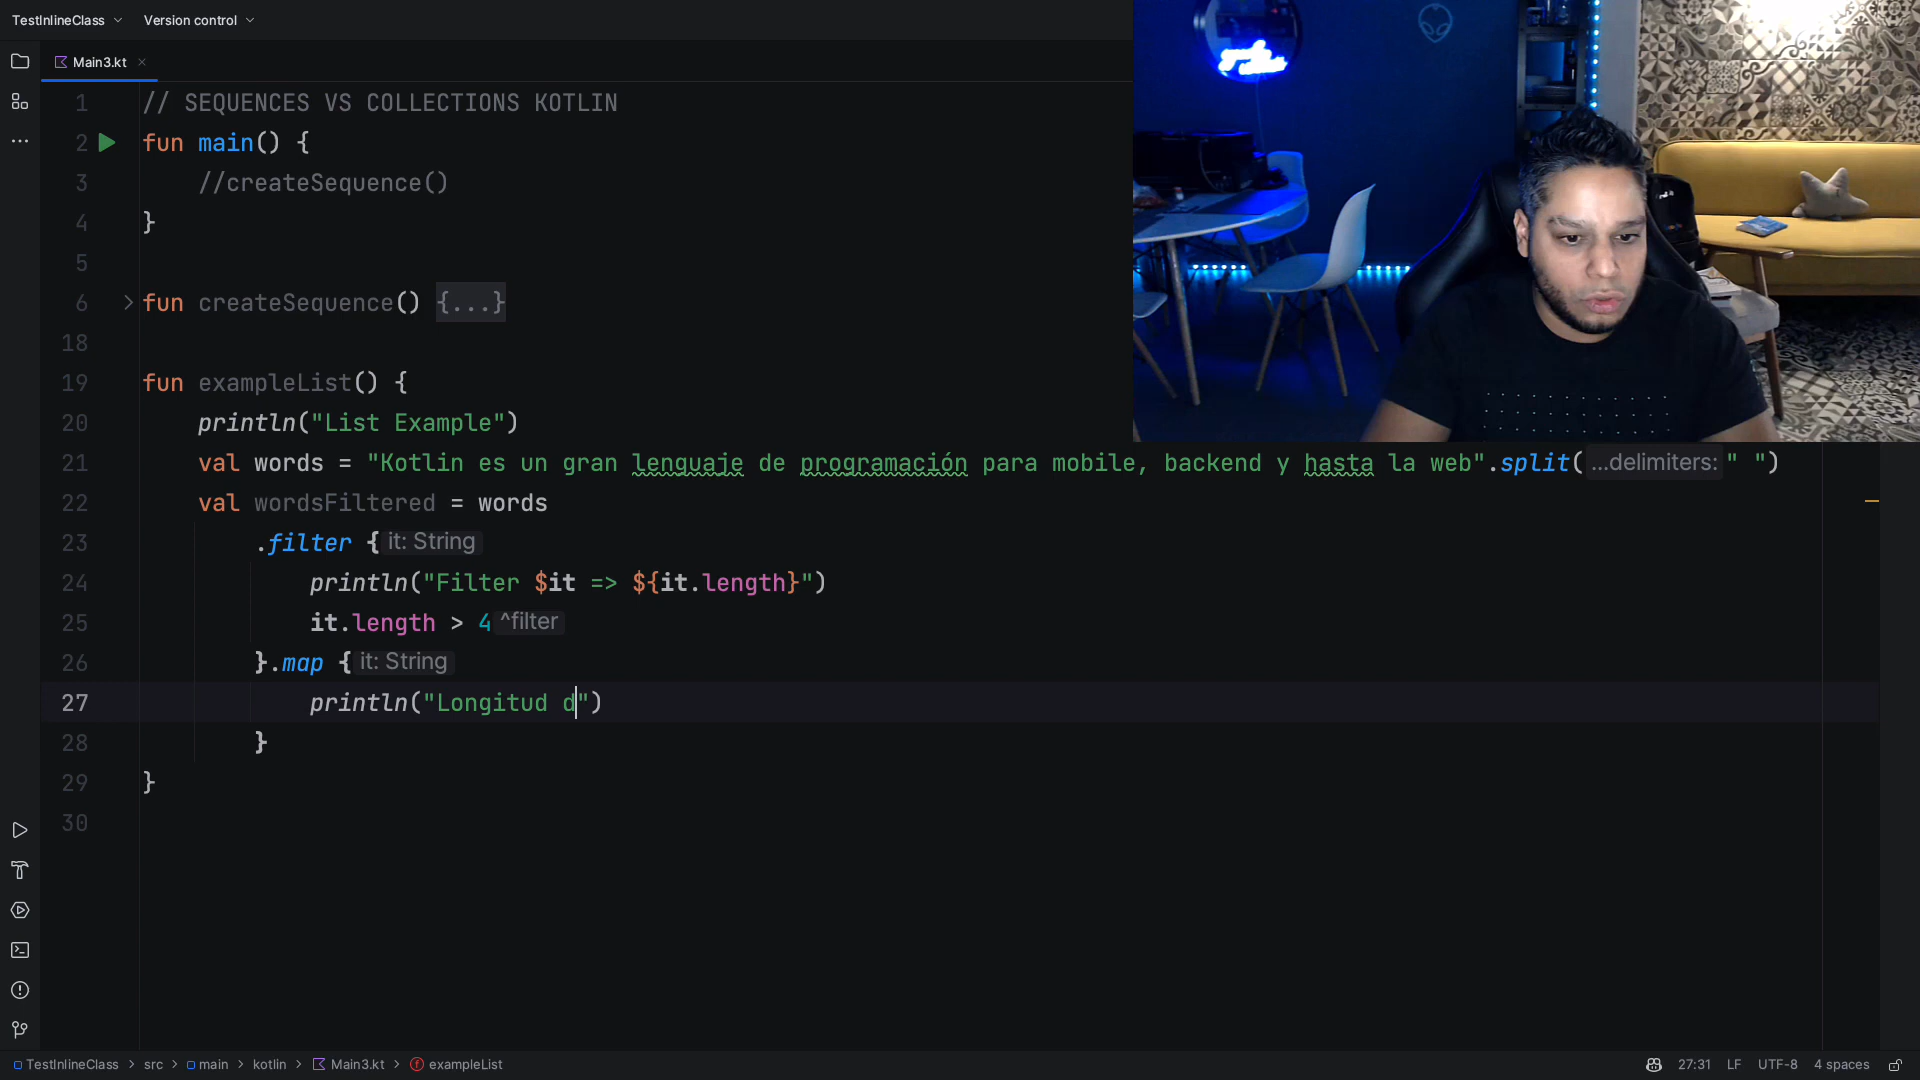 TestInlineClass Version control
Main3.kt
1 // SEQUENCES VS COLLECTIONS KOTLIN
2 fun main() {
3 //createSequence()
4 }
5
6 fun createSequence() {...}
18
19 fun exampleList() {
20 println("List Example")
21 val words = "Kotlin es un gran lenguaje de programación para mobile, backend y hasta la web".split( ...delimiters: " ")
22 val wordsFiltered = words
23 .filter { it: String
24 println("Filter $it => ${it.length}")
25 it.length > 4 ^filter
26 }.map { it: String
27 println("Longitud d")
28 }
29 }
30
TestInlineClass > src > main > kotlin > Main3.kt > exampleList 27:31 LF UTF-8 4 spaces